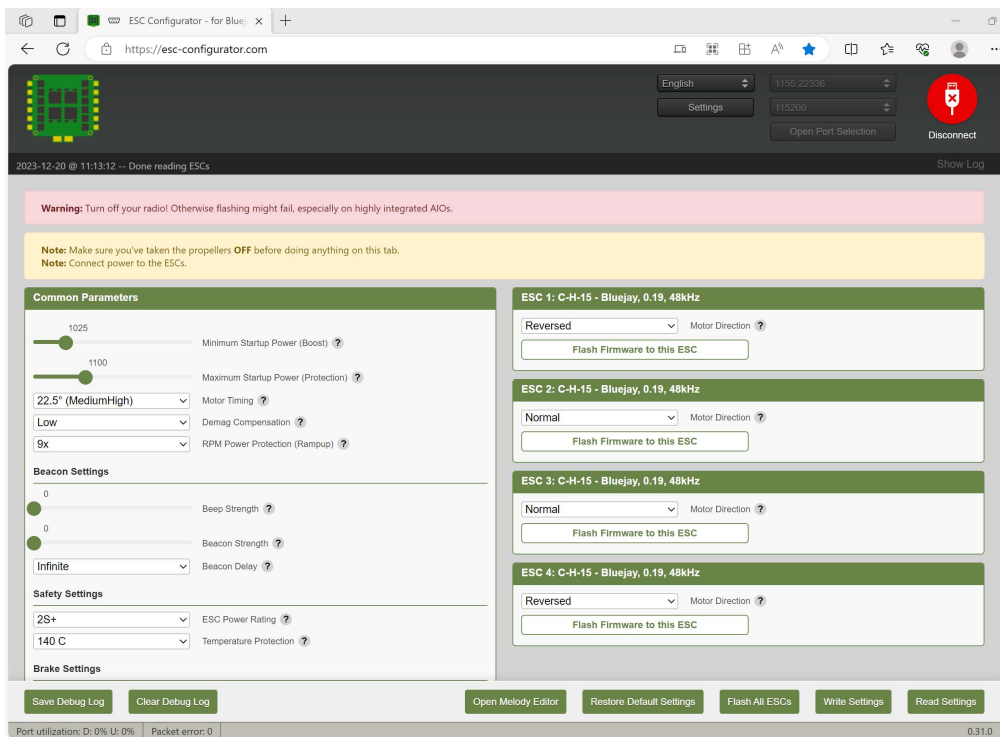 ESC Configurator - for Bluej
https://esc-configurator.com
English
1155:22336
Settings
115200
Open Port Selection
Disconnect
2023-12-20 @ 11:13:12 -- Done reading ESCs
Show Log
Warning: Turn off your radio! Otherwise flashing might fail, especially on highly integrated AIOs.
Note: Make sure you've taken the propellers OFF before doing anything on this tab.
Note: Connect power to the ESCs.
Common Parameters
1025
Minimum Startup Power (Boost) ?
1100
Maximum Startup Power (Protection) ?
22.5° (MediumHigh) Motor Timing ?
Low Demag Compensation ?
9x RPM Power Protection (Rampup) ?
Beacon Settings
0
Beep Strength ?
0
Beacon Strength ?
Infinite Beacon Delay ?
Safety Settings
2S+ ESC Power Rating ?
140 C Temperature Protection ?
Brake Settings
ESC 1: C-H-15 - Bluejay, 0.19, 48kHz
Reversed Motor Direction ?
Flash Firmware to this ESC
ESC 2: C-H-15 - Bluejay, 0.19, 48kHz
Normal Motor Direction ?
Flash Firmware to this ESC
ESC 3: C-H-15 - Bluejay, 0.19, 48kHz
Normal Motor Direction ?
Flash Firmware to this ESC
ESC 4: C-H-15 - Bluejay, 0.19, 48kHz
Reversed Motor Direction ?
Flash Firmware to this ESC
Save Debug Log Clear Debug Log Open Melody Editor Restore Default Settings Flash All ESCs Write Settings Read Settings
Port utilization: D: 0% U: 0% Packet error: 0 0.31.0